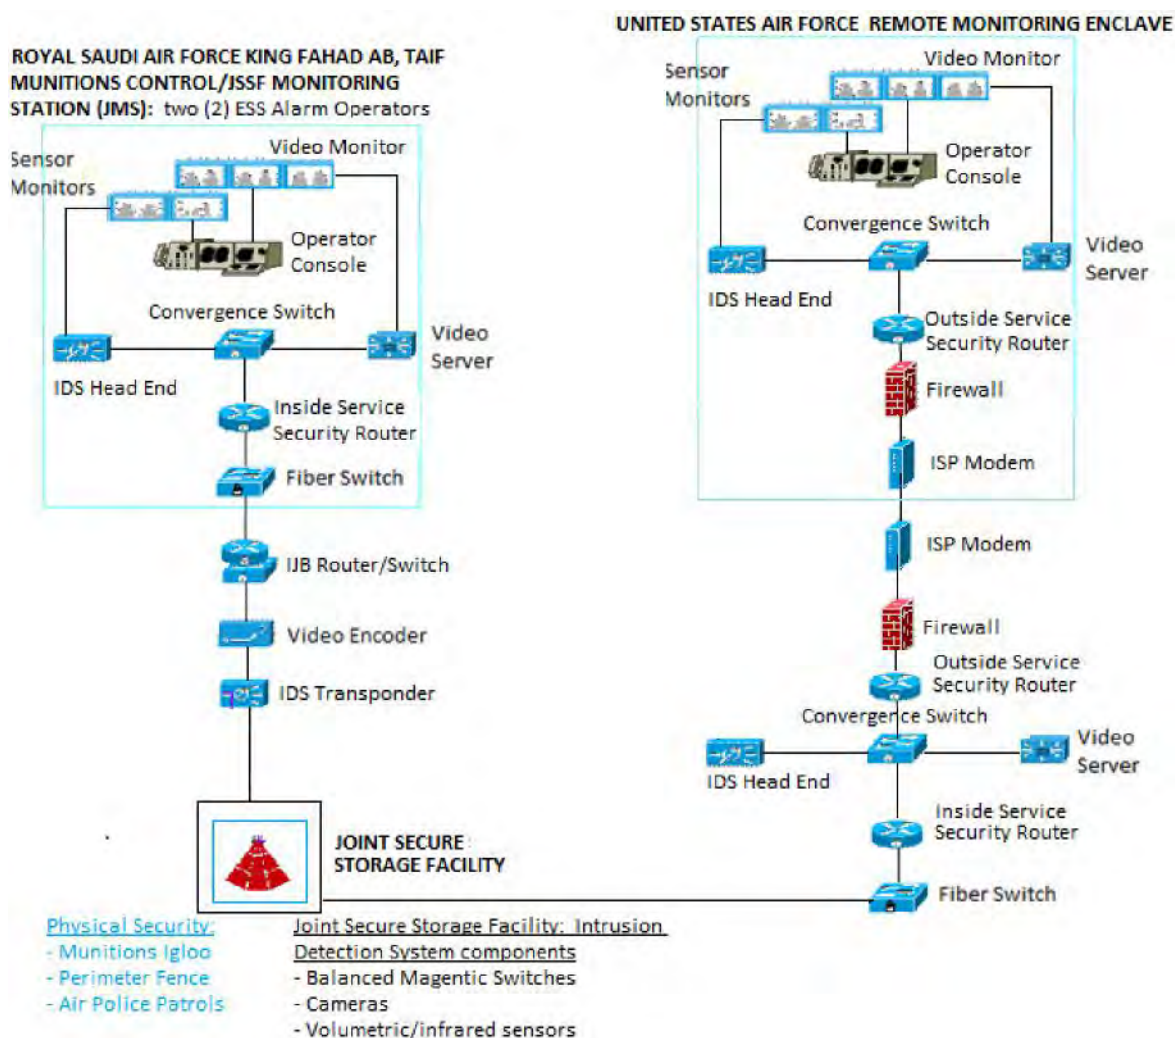 UNITED STATES AIR FORCE REMOTE MONITORING ENCLAVE
ROYAL SAUDI AIR FORCE KING FAHAD AB, TAIF
MUNITIONS CONTROL/JSSF MONITORING
STATION (JMS): two (2) ESS Alarm Operators
Sensor
Monitors
Video Monitor
Operator
Console
Convergence Switch
IDS Head End
Video
Server
Inside Service
Security Router
Fiber Switch
IJB Router/Switch
Video Encoder
IDS Transponder
JOINT SECURE
STORAGE FACILITY
Sensor
Monitors
Video Monitor
Operator
Console
Convergence Switch
IDS Head End
Video
Server
Outside Service
Security Router
Firewall
ISP Modem
ISP Modem
Firewall
Outside Service
Security Router
Convergence Switch
IDS Head End
Video
Server
Inside Service
Security Router
Fiber Switch
Physical Security:
- Munitions Igloo
- Perimeter Fence
- Air Police Patrols
Joint Secure Storage Facility: Intrusion
Detection System components
- Balanced Magentic Switches
- Cameras
- Volumetric/infrared sensors